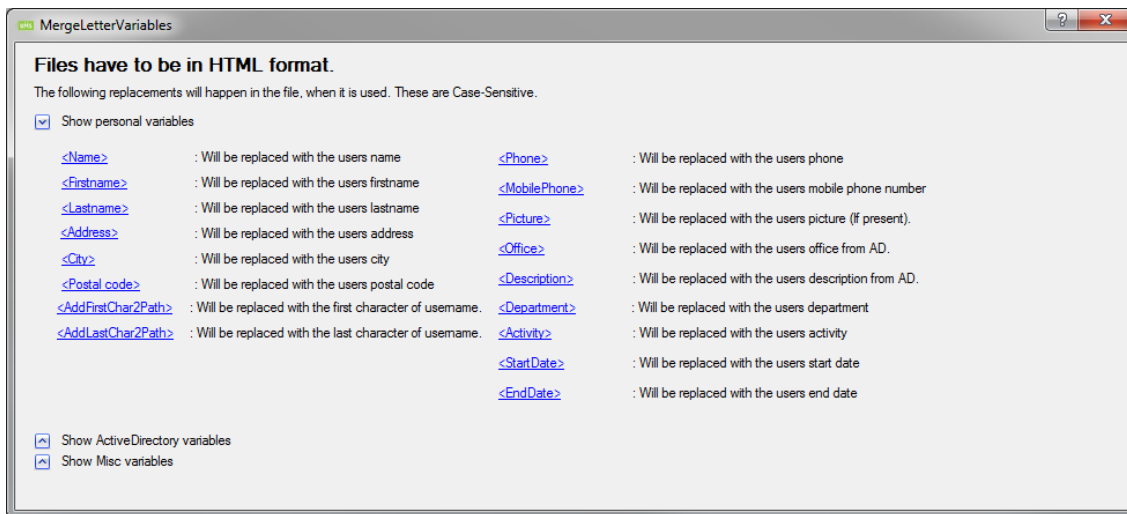 MergeLetterVariables
Files have to be in HTML format.
The following replacements will happen in the file, when it is used. These are Case-Sensitive.
Show personal variables
<Name> : Will be replaced with the users name
<Firstname> : Will be replaced with the users firstname
<Lastname> : Will be replaced with the users lastname
<Address> : Will be replaced with the users address
<City> : Will be replaced with the users city
<Postal code> : Will be replaced with the users postal code
<AddFirstChar2Path> : Will be replaced with the first character of username.
<AddLastChar2Path> : Will be replaced with the last character of username.
<Phone> : Will be replaced with the users phone
<MobilePhone> : Will be replaced with the users mobile phone number
<Picture> : Will be replaced with the users picture (If present).
<Office> : Will be replaced with the users office from AD.
<Description> : Will be replaced with the users description from AD.
<Department> : Will be replaced with the users department
<Activity> : Will be replaced with the users activity
<StartDate> : Will be replaced with the users start date
<EndDate> : Will be replaced with the users end date
Show ActiveDirectory variables
Show Misc variables